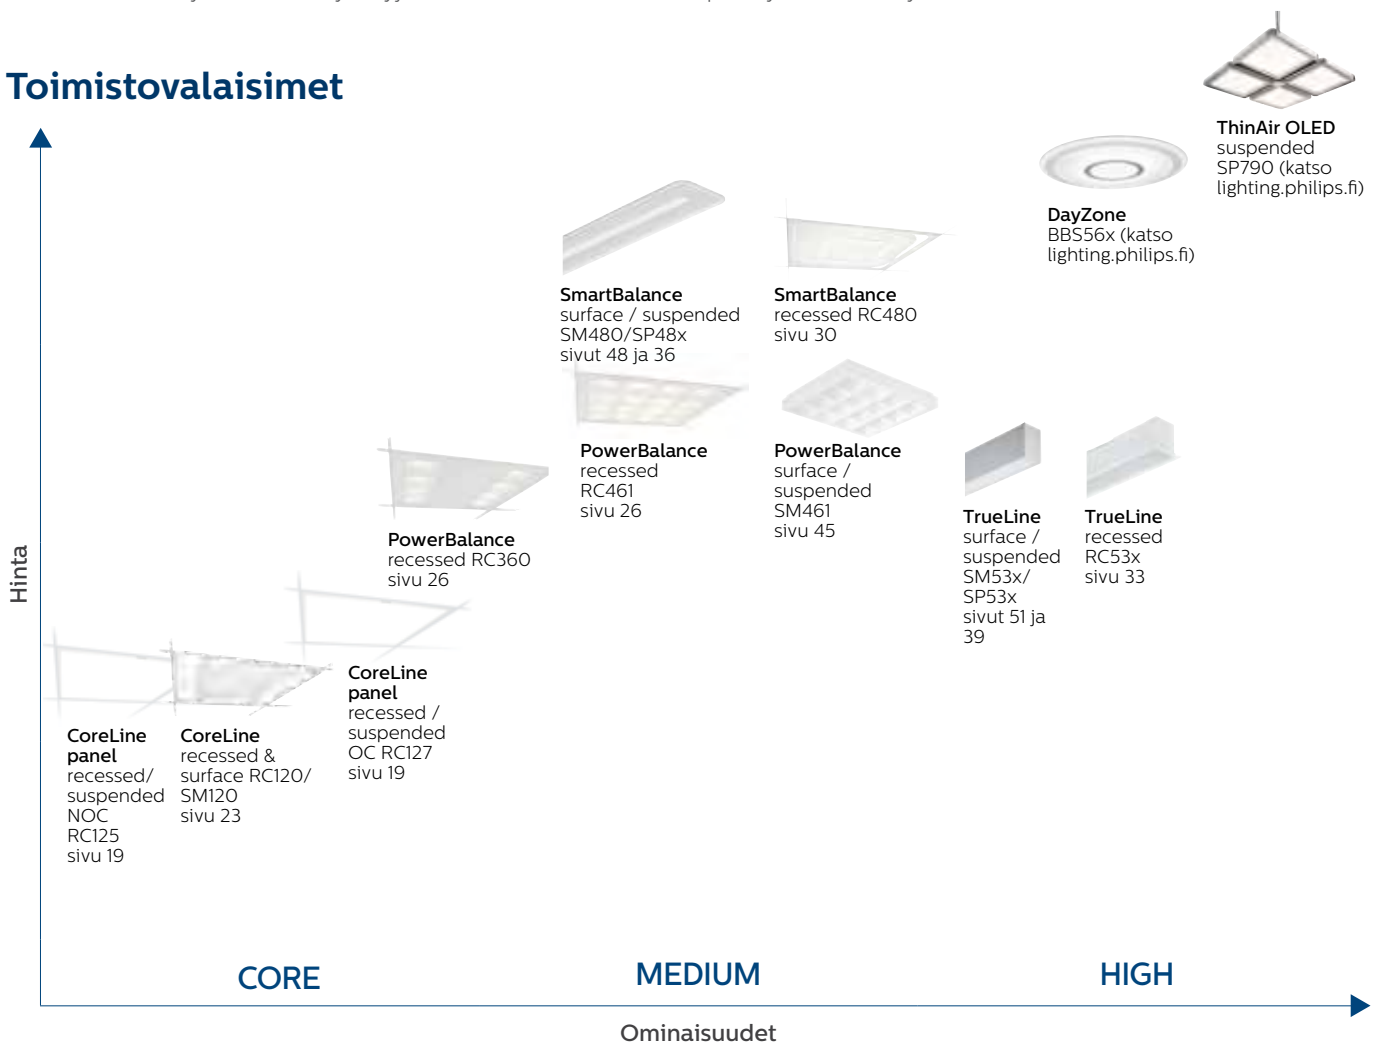 Toimistovalaisimet
ThinAir OLED
suspended
SP790 (katso
lighting.philips.fi)
DayZone
BBS56x (katso
lighting.philips.fi)
SmartBalance
surface / suspended
SM480/SP48x
sivut 48 ja 36
SmartBalance
recessed RC480
sivu 30
PowerBalance
recessed
RC461
sivu 26
PowerBalance
surface /
suspended
SM461
sivu 45
TrueLine
surface /
suspended
SM53x/
SP53x
sivut 51 ja
39
TrueLine
recessed
RC53x
sivu 33
PowerBalance
recessed RC360
sivu 26
Hinta
CoreLine
panel
recessed /
suspended
OC RC127
sivu 19
CoreLine
panel
recessed/
suspended
NOC
RC125
sivu 19
CoreLine
recessed &
surface RC120/
SM120
sivu 23
CORE
MEDIUM
HIGH
Ominaisuudet